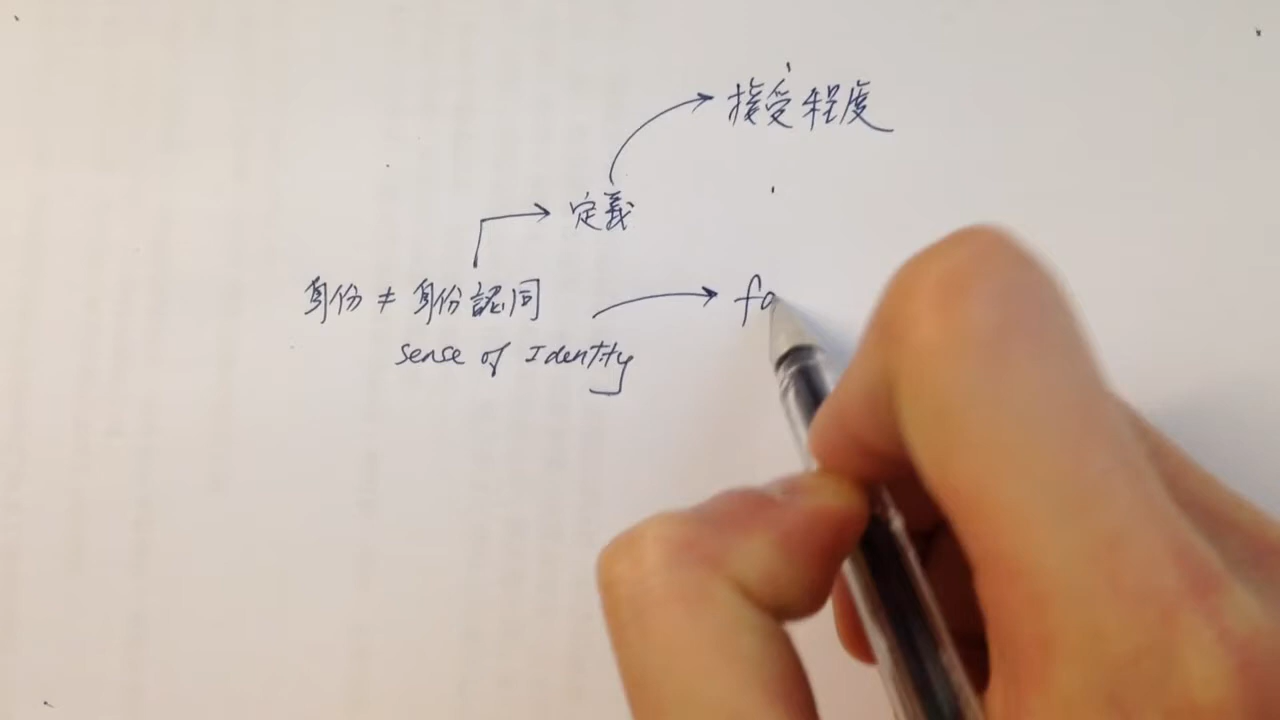 接受程度
定義
身份 ≠ 身份認同
fo
sense of Identity